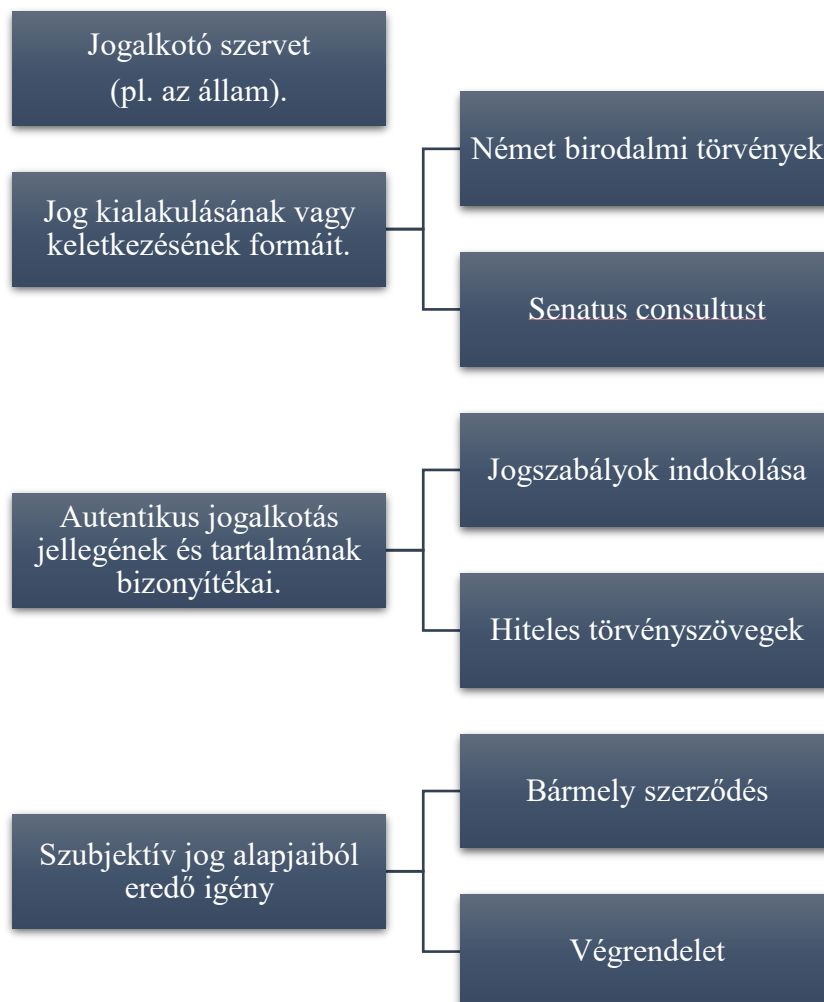 Jogalkotó szervet
(pl. az állam).
Jog kialakulásának vagy
keletkezésének formáit.
Német birodalmi törvények
Senatus consultust
Autentikus jogalkotás
jellegének és tartalmának
bizonyítékai.
Jogszabályok indokolása
Hiteles törvényszövegek
Szubjektív jog alapjaiból
eredő igény
Bármely szerződés
Végrendelet